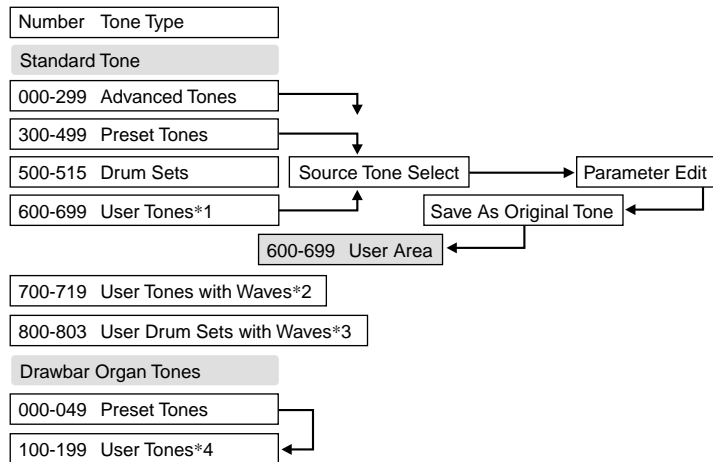 Number Tone Type
Standard Tone
000-299 Advanced Tones
300-499 Preset Tones
500-515 Drum Sets
Source Tone Select
Parameter Edit
600-699 User Tones*1
Save As Original Tone
600-699 User Area
700-719 User Tones with Waves*2
800-803 User Drum Sets with Waves*3
Drawbar Organ Tones
000-049 Preset Tones
100-199 User Tones*4